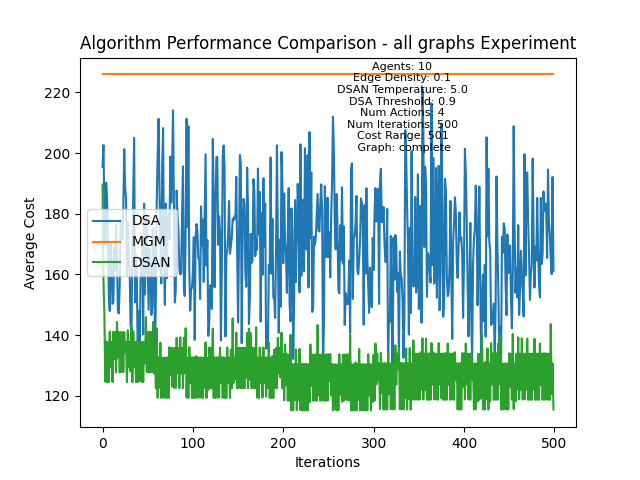 Algorithm Performance Comparison - all graphs Experiment
Agents: 10
Edge Density: 0.1
DSAN Temperature: 5.0
DSA Threshold: 0.9
Num Actions: 4
Num Iterations: 500
Cost Range: 501
Graph: complete
220
200
180
160
140
120
Average Cost
DSA
MGM
DSAN
0
100
200
300
400
500
Iterations